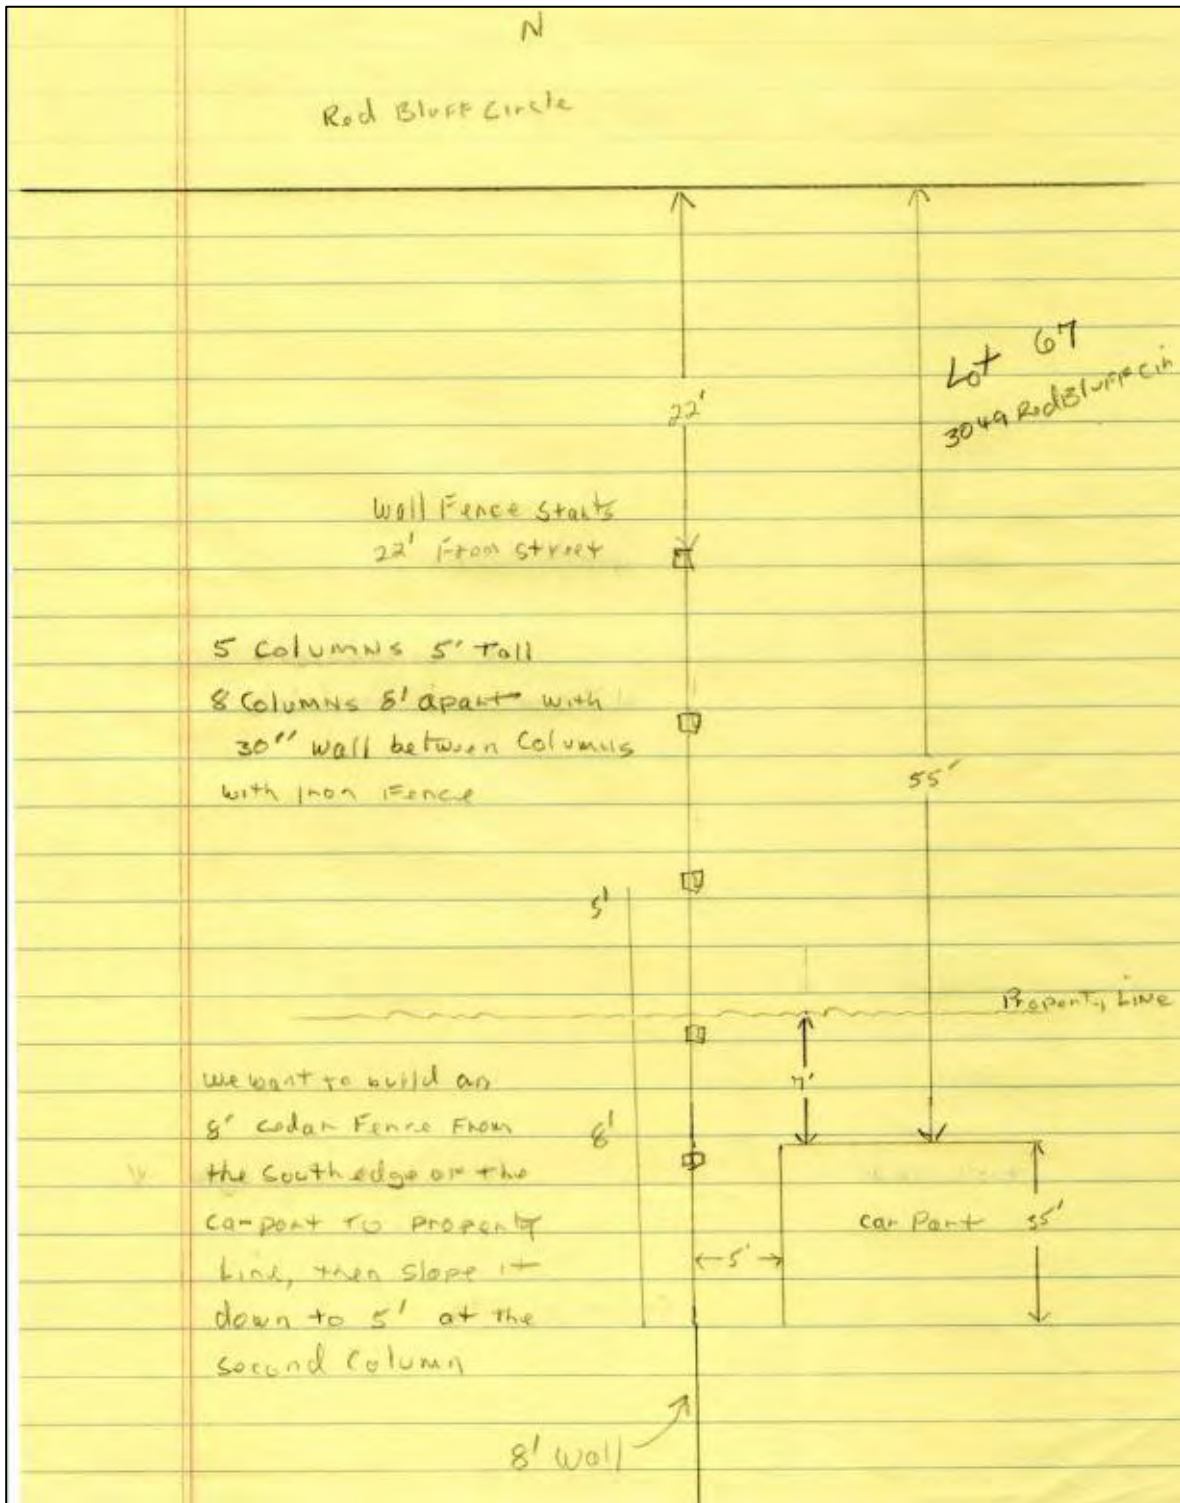 N
Red Bluff Circle
Lot 67
3049 Red Bluff Cir
22'
Wall Fence Starts
22' From Street
5 Columns 5' Tall
8 Columns 8' apart with
30" wall between Columns
with Iron Fence
55'
5'
Property Line
7'
We want to build an
8' cedar Fence From
the South edge of the
carport to property
Line, then slope it
down to 5' at the
second Column
8'
Car Port
5'
8' Wall